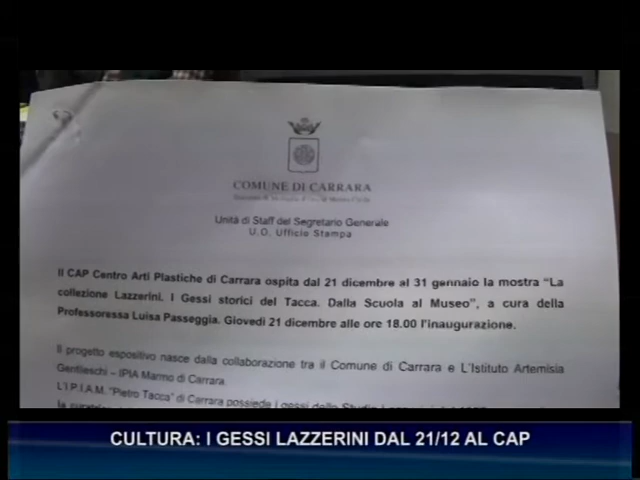 COMUNE DI CARRARA
Unità di Staff del Segretario Generale
U.O. Ufficio Stampa
Il CAP Centro Arti Plastiche di Carrara ospita dal 21 dicembre al 31 gennaio la mostra "La
collezione Lazzerini. I Gessi storici del Tacca. Dalla Scuola al Museo", a cura della
Professoressa Luisa Passeggia. Giovedì 21 dicembre alle ore 18.00 l'inaugurazione.
Il progetto espositivo nasce dalla collaborazione tra il Comune di Carrara e L'Istituto Artemisia
Gentileschi – IPIA Marmo di Carrara.
L'I.P.I.A.M. "Pietro Tacca" di Carrara possiede i gessi dello Studio
CULTURA: I GESSI LAZZERINI DAL 21/12 AL CAP